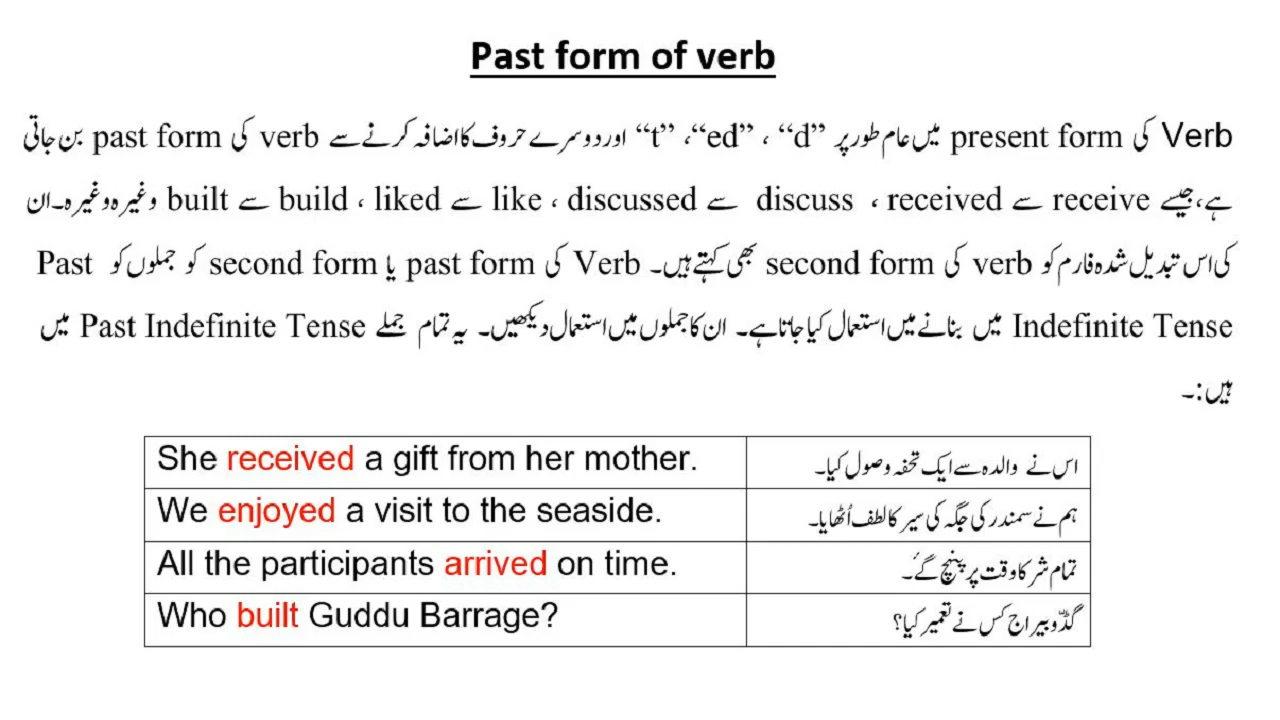 Past form of verb
Verb کی present form میں عام طور پر “d” ، “ed”، “t” اور دوسرے حروف کا اضافہ کرنے سے verb کی past form بن جاتی
ہے، جیسے receive سے received ، discuss سے discussed ، like سے liked ، build سے built وغیرہ وغیرہ۔ ان
کی اس تبدیل شدہ فارم کو verb کی second form بھی کہتے ہیں۔ Verb کی past form یا second form کو جملوں کو Past
Indefinite Tense میں بنانے میں استعمال کیا جاتا ہے۔ ان کا جملوں میں استعمال دیکھیں۔ یہ تمام جملے Past Indefinite Tense میں
ہیں:۔
She received a gift from her mother. اس نے والدہ سے ایک تحفہ وصول کیا۔
We enjoyed a visit to the seaside. ہم نے سمندر کی جگہ کی سیر کا لطف اُٹھایا۔
All the participants arrived on time. تمام شرکا وقت پر پہنچ گئے۔
Who built Guddu Barrage? گڈّو بیراج کس نے تعمیر کیا؟